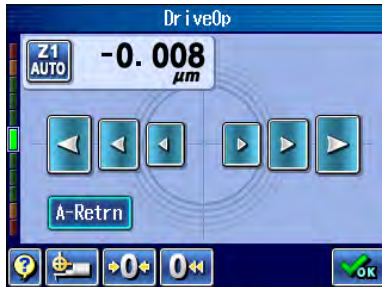 DriveOp
Z1
AUTO
-0.008
μm
A-Retrn
?
0
0
OK